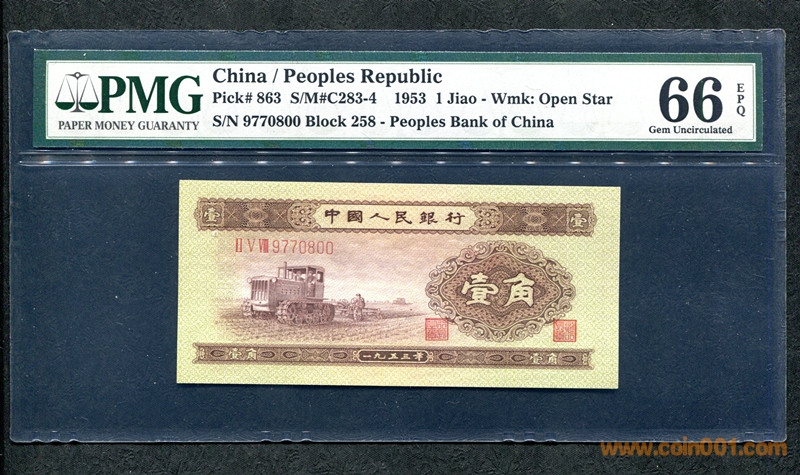 PMG
PAPER MONEY GUARANTY
China / Peoples Republic
Pick# 863 S/M#C283-4 1953 1 Jiao - Wmk: Open Star
S/N 9770800 Block 258 - Peoples Bank of China
66 EPQ
Gem Uncirculated
壹 中國人民銀行 壹
II V VIII 9770800
壹角
壹角 一九五三年 壹角
www.coin001.com